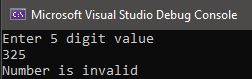 Microsoft Visual Studio Debug Console
Enter 5 digit value
325
Number is invalid